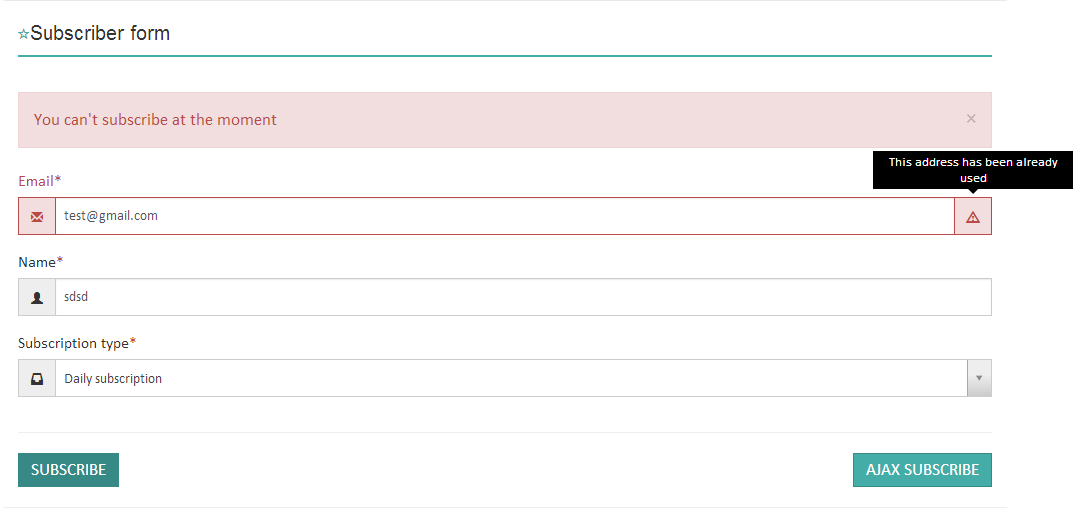 Subscriber form
You can't subscribe at the moment
×
This address has been already
used
Email*
test@gmail.com
Name*
sdsd
Subscription type*
Daily subscription
SUBSCRIBE
AJAX SUBSCRIBE